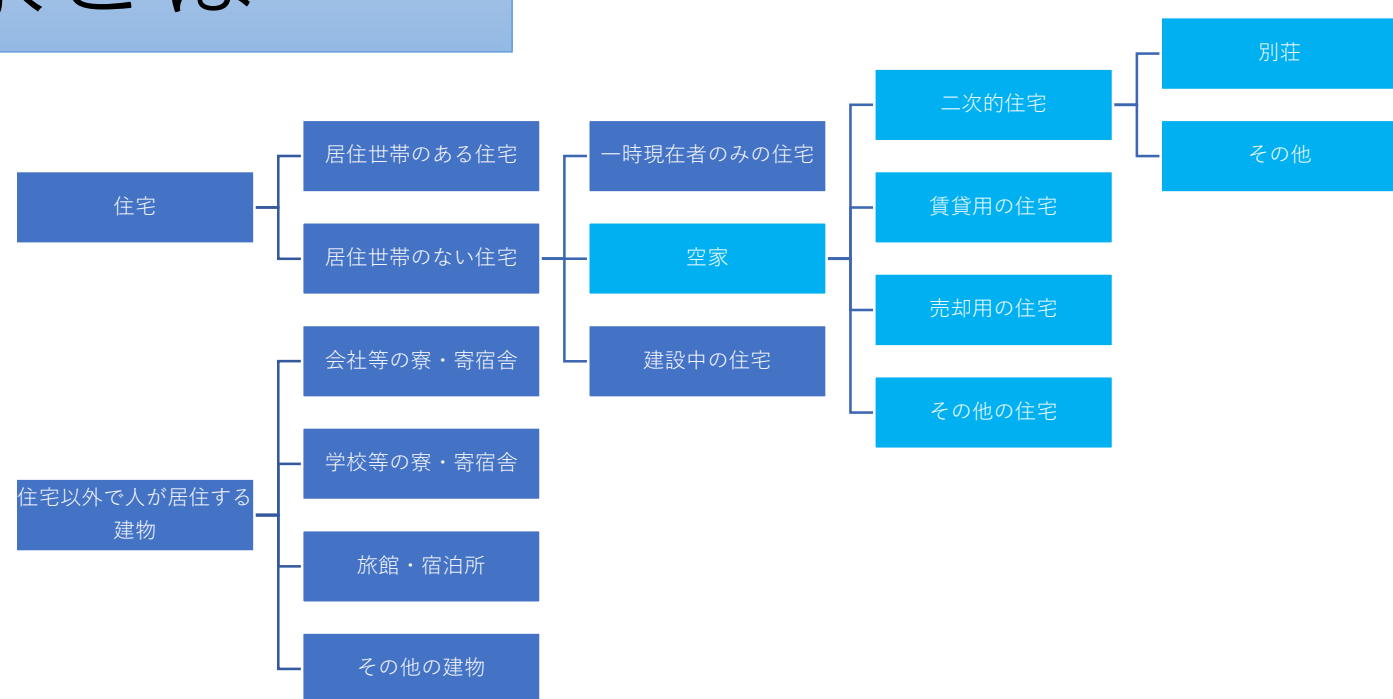 とは
住宅
居住世帯のある住宅
居住世帯のない住宅
一時現在者のみの住宅
空家
建設中の住宅
二次的住宅
賃貸用の住宅
売却用の住宅
その他の住宅
別荘
その他
住宅以外で人が居住する
建物
会社等の寮・寄宿舎
学校等の寮・寄宿舎
旅館・宿泊所
その他の建物